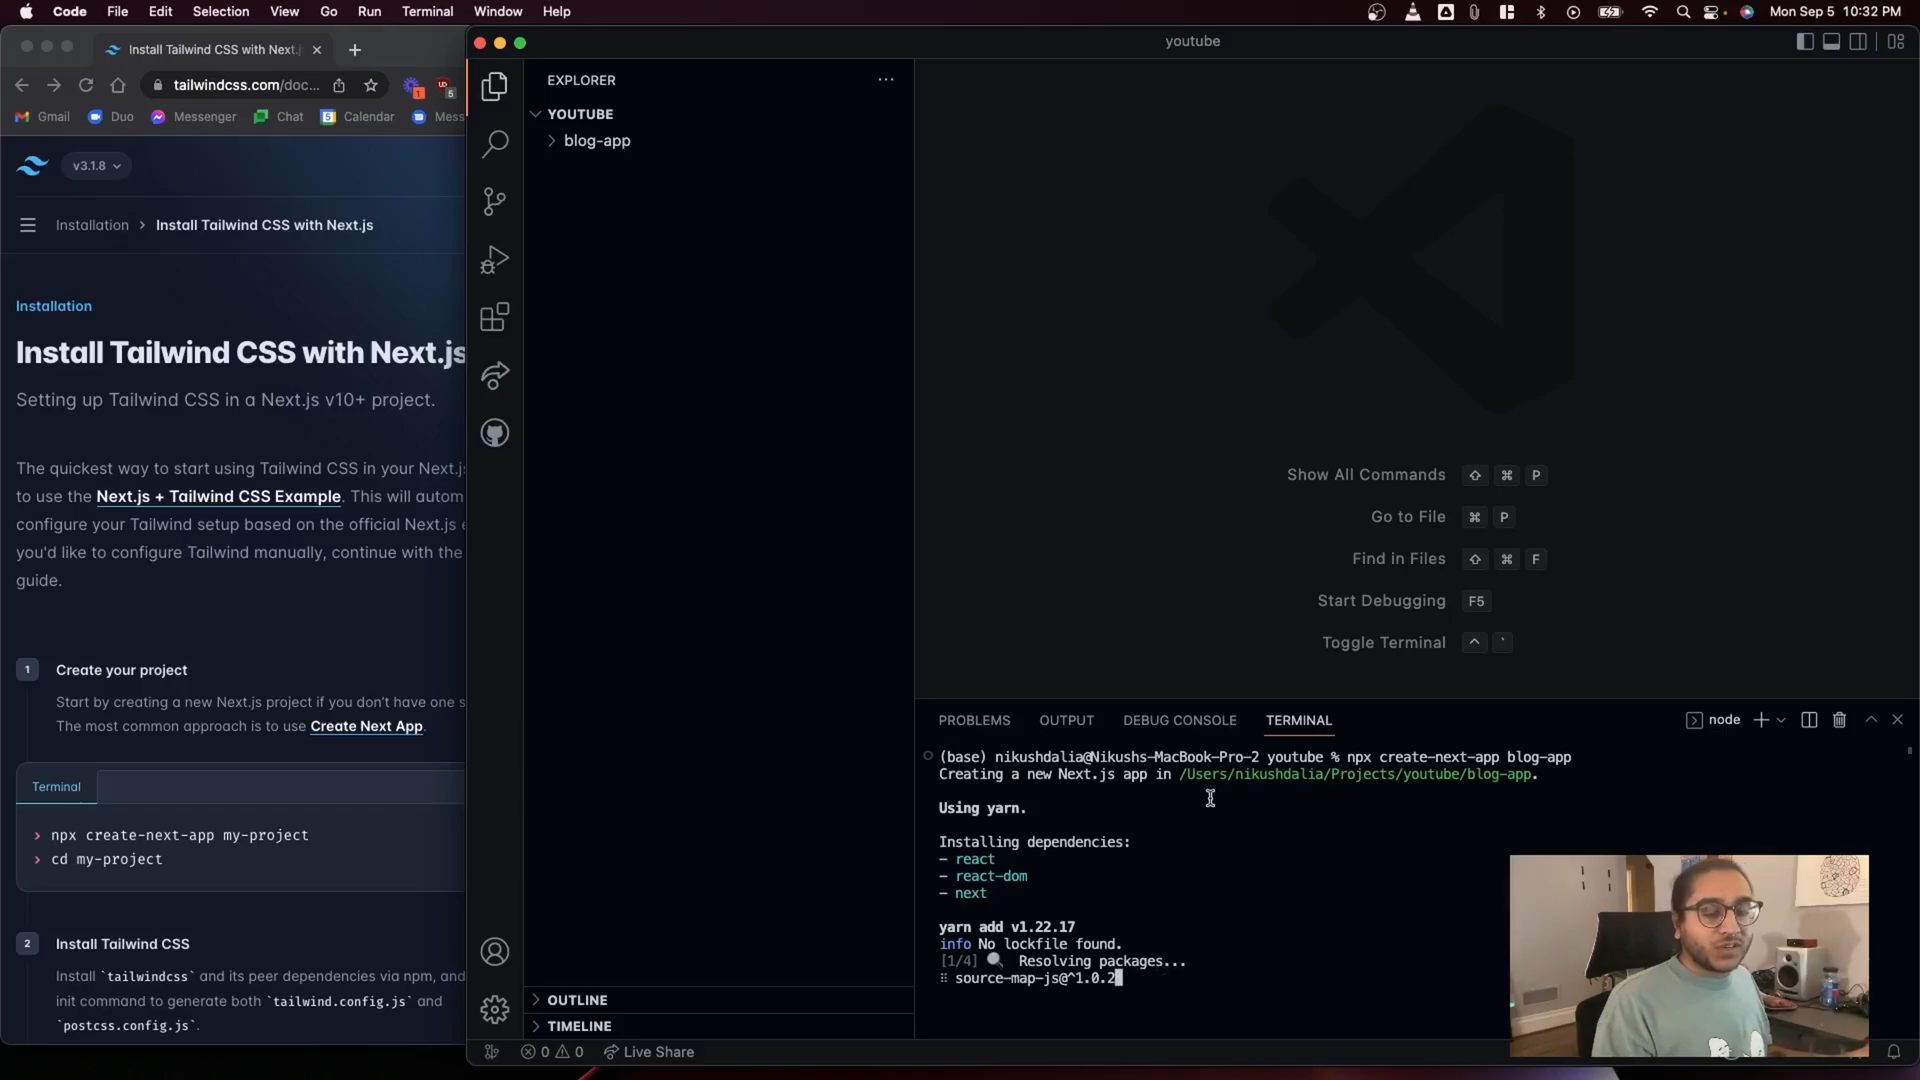 Code File Edit Selection View Go Run Terminal Window Help
Mon Sep 5 10:32 PM
Install Tailwind CSS with Next.
youtube
tailwindcss.com/doc...
1
5
Gmail Duo Messenger Chat Calendar Mess
v3.1.8
Installation > Install Tailwind CSS with Next.js
Installation
Install Tailwind CSS with Next.js
Setting up Tailwind CSS in a Next.js v10+ project.
The quickest way to start using Tailwind CSS in your Next.j
to use the Next.js + Tailwind CSS Example. This will autom
configure your Tailwind setup based on the official Next.js e
you'd like to configure Tailwind manually, continue with the
guide.
1 Create your project
Start by creating a new Next.js project if you don't have one s
The most common approach is to use Create Next App.
Terminal
> npx create-next-app my-project
> cd my-project
2 Install Tailwind CSS
Install `tailwindcss` and its peer dependencies via npm, and
init command to generate both `tailwind.config.js` and
`postcss.config.js`.
EXPLORER
YOUTUBE
blog-app
OUTLINE
TIMELINE
0 0 Live Share
Show All Commands ⇧ ⌘ P
Go to File ⌘ P
Find in Files ⇧ ⌘ F
Start Debugging F5
Toggle Terminal ^ `
PROBLEMS OUTPUT DEBUG CONSOLE TERMINAL
node
(base) nikushdalia@Nikushs-MacBook-Pro-2 youtube % npx create-next-app blog-app
Creating a new Next.js app in /Users/nikushdalia/Projects/youtube/blog-app.
Using yarn.
Installing dependencies:
- react
- react-dom
- next
yarn add v1.22.17
info No lockfile found.
[1/4] 🔍 Resolving packages...
⠸ source-map-js@^1.0.2